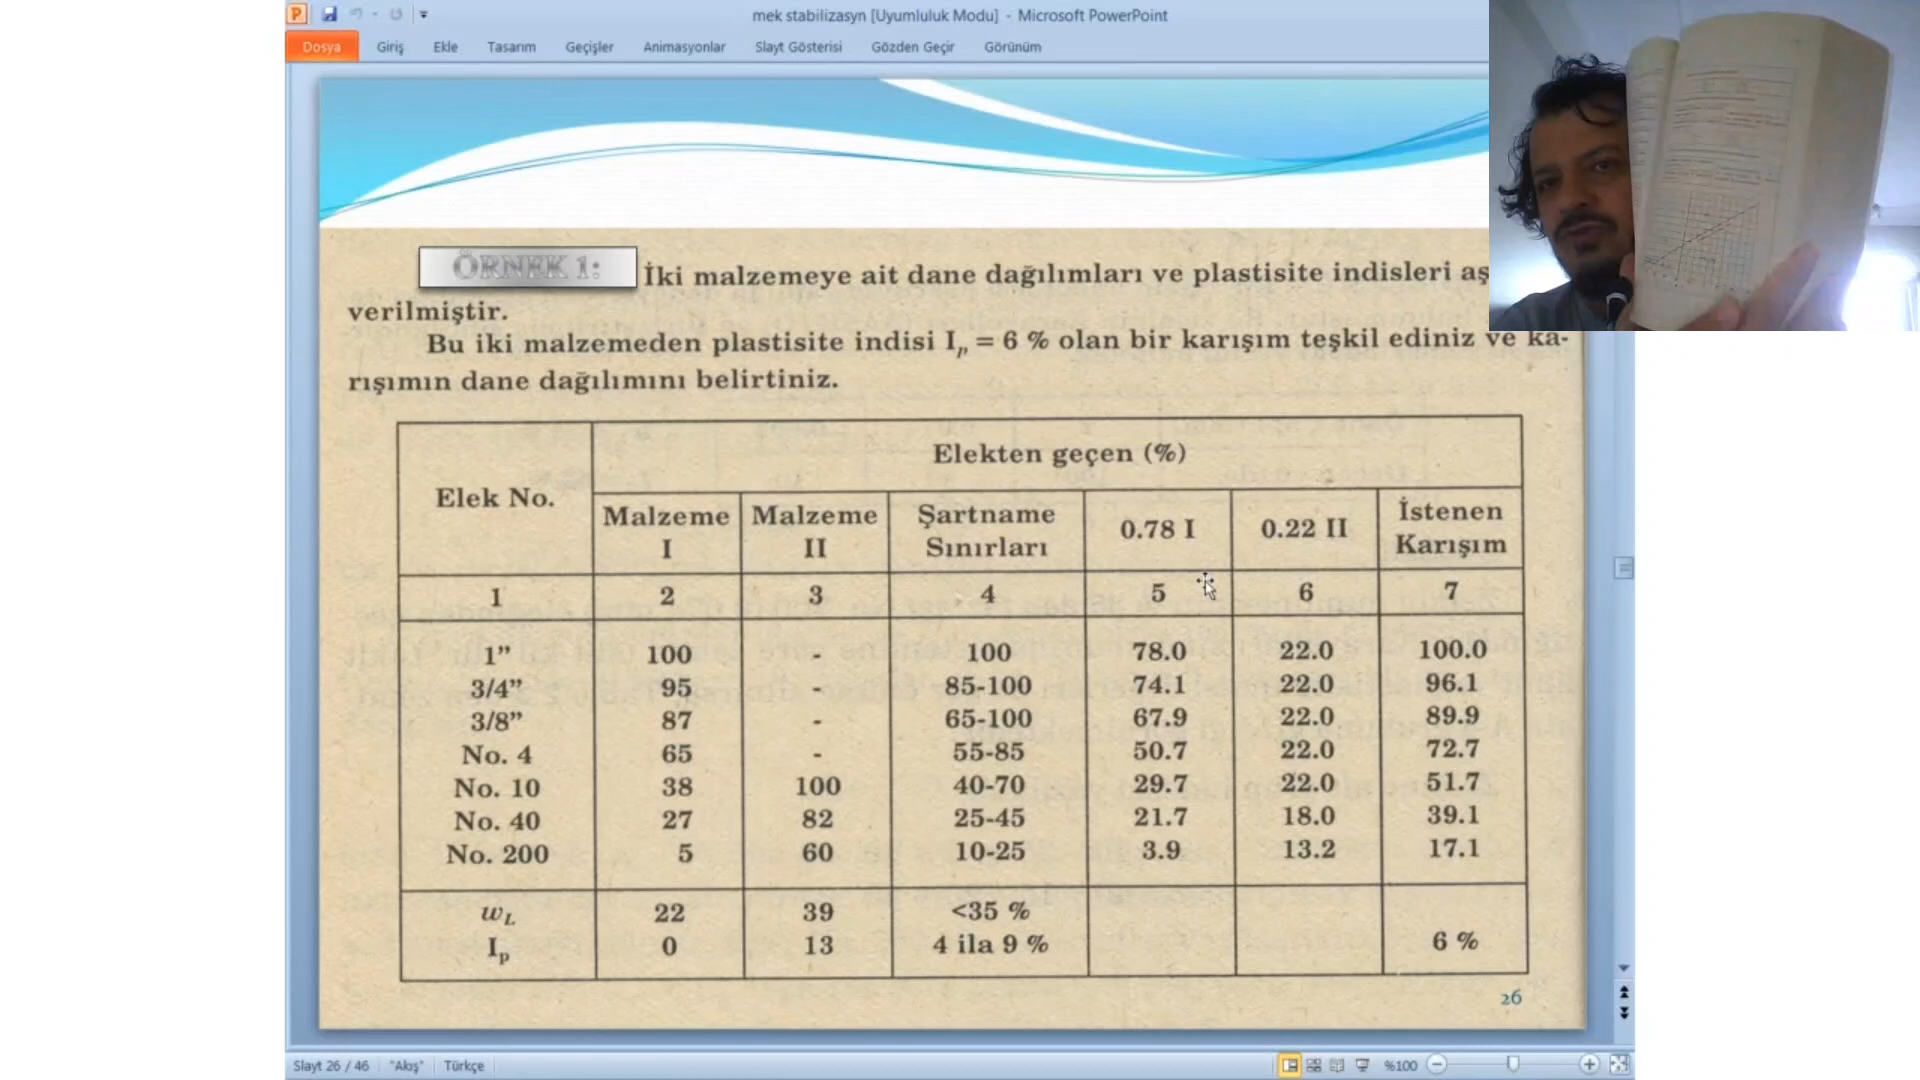 mek stabilizasyn [Uyumluluk Modu] - Microsoft PowerPoint
Dosya Giriş Ekle Tasarım Geçişler Animasyonlar Slayt Gösterisi Gözden Geçir Görünüm
ÖRNEK 1: İki malzemeye ait dane dağılımları ve plastisite indisleri aş
verilmiştir.
Bu iki malzemeden plastisite indisi Ip = 6 % olan bir karışım teşkil ediniz ve ka-
rışımın dane dağılımını belirtiniz.
Elek No. Elekten geçen (%)
Malzeme I Malzeme II Şartname Sınırları 0.78 I 0.22 II İstenen Karışım
1 2 3 4 5 6 7
1” 100 - 100 78.0 22.0 100.0
3/4” 95 - 85-100 74.1 22.0 96.1
3/8” 87 - 65-100 67.9 22.0 89.9
No. 4 65 - 55-85 50.7 22.0 72.7
No. 10 38 100 40-70 29.7 22.0 51.7
No. 40 27 82 25-45 21.7 18.0 39.1
No. 200 5 60 10-25 3.9 13.2 17.1
wL 22 39 <35 %
Ip 0 13 4 ila 9 % 6 %
26
Slayt 26 / 46 "Akış" Türkçe %100